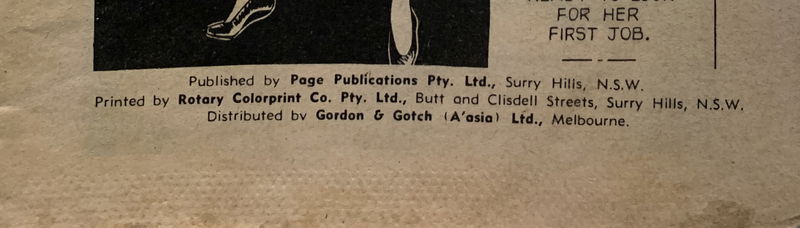 FOR HER
FIRST JOB.
Published by Page Publications Pty. Ltd., Surry Hills, N.S.W.
Printed by Rotary Colorprint Co. Pty. Ltd., Butt and Clisdell Streets, Surry Hills, N.S.W.
Distributed by Gordon & Gotch (A'asia) Ltd., Melbourne.